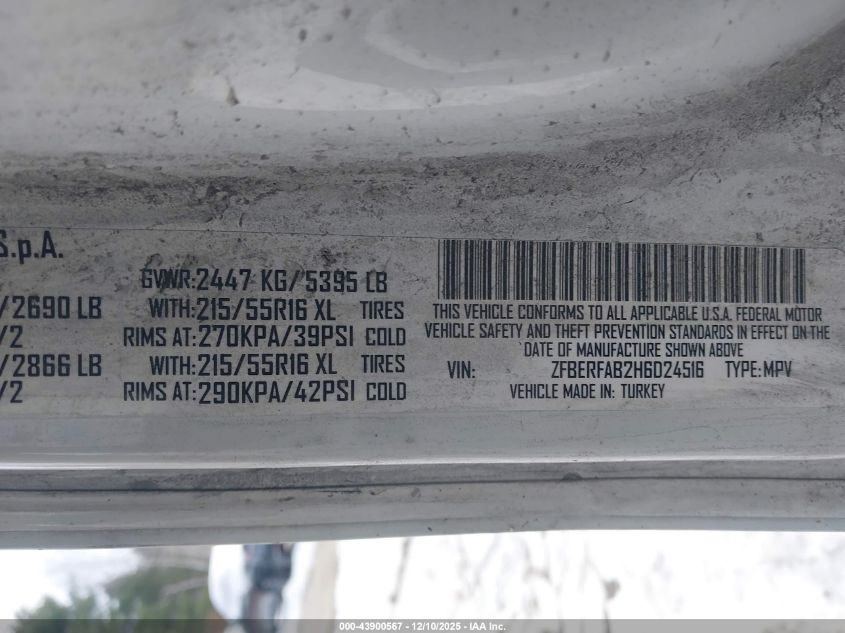 S.p.A.
GVWR: 2447 KG/5395 LB
/2690 LB WITH: 215/55R16 XL TIRES
/2 RIMS AT: 270KPA/39PSI COLD
/2866 LB WITH: 215/55R16 XL TIRES
/2 RIMS AT: 290KPA/42PSI COLD
THIS VEHICLE CONFORMS TO ALL APPLICABLE U.S.A. FEDERAL MOTOR
VEHICLE SAFETY AND THEFT PREVENTION STANDARDS IN EFFECT ON THE
DATE OF MANUFACTURE SHOWN ABOVE
VIN: ZFBERFAB2H6D24516 TYPE: MPV
VEHICLE MADE IN: TURKEY
000-43900567 - 12/10/2025 - IAA Inc.